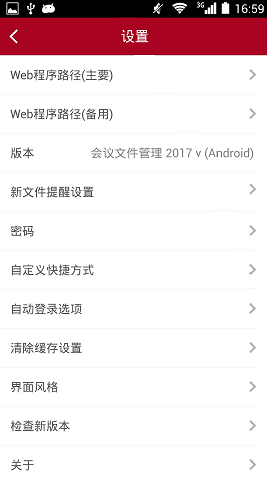 3G 16:59
设置
Web程序路径(主要)
Web程序路径(备用)
版本 会议文件管理 2017 v (Android)
新文件提醒设置
密码
自定义快捷方式
自动登录选项
清除缓存设置
界面风格
检查新版本
关于